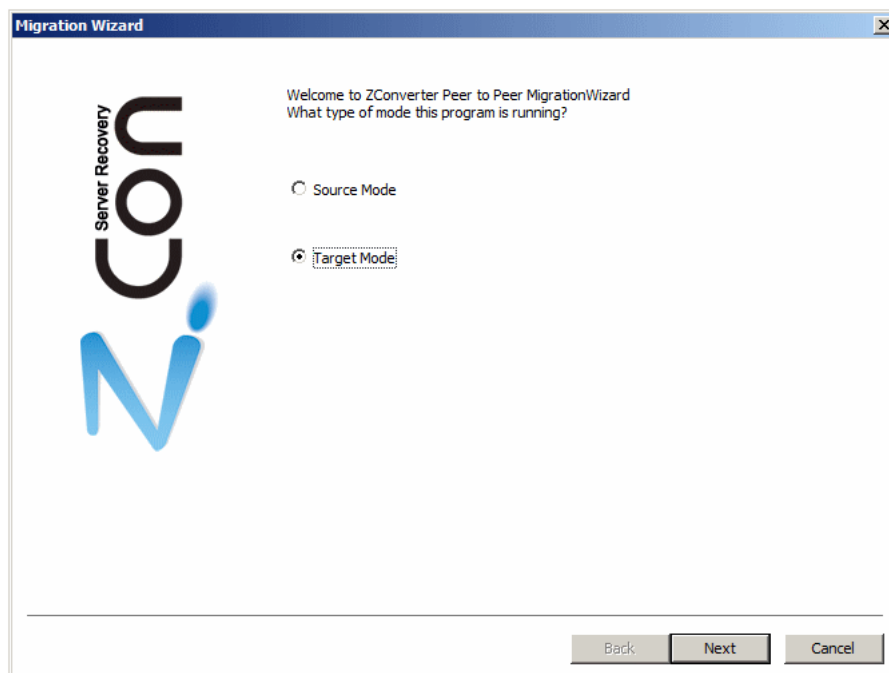 Migration Wizard
Welcome to ZConverter Peer to Peer MigrationWizard
What type of mode this program is running?
Server Recovery
Con
Source Mode
Target Mode
Back
Next
Cancel